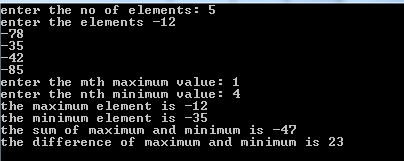 enter the no of elements: 5
enter the elements -12
-78
-35
-42
-85
enter the mth maximum value: 1
enter the nth minimum value: 4
the maximum element is -12
the minimum element is -35
the sum of maximum and minimum is -47
the difference of maximum and minimum is 23